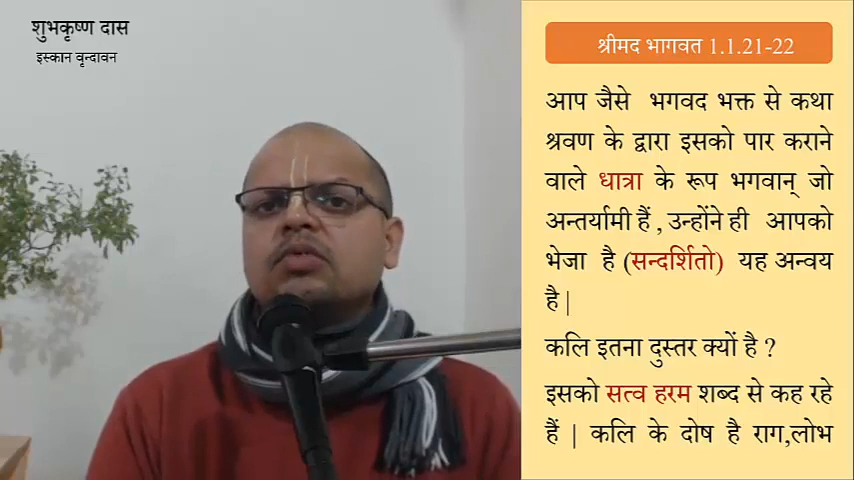 शुभकृष्ण दास
इस्कान वृन्दावन
श्रीमद भागवत 1.1.21-22
आप जैसे भगवद भक्त से कथा
श्रवण के द्वारा इसको पार कराने
वाले धात्रा के रूप भगवान् जो
अन्तर्यामी हैं , उन्होंने ही आपको
भेजा है (सन्दर्शितो) यह अन्वय
है |
कलि इतना दुस्तर क्यों है ?
इसको सत्व हरम शब्द से कह रहे
हैं | कलि के दोष है राग,लोभ